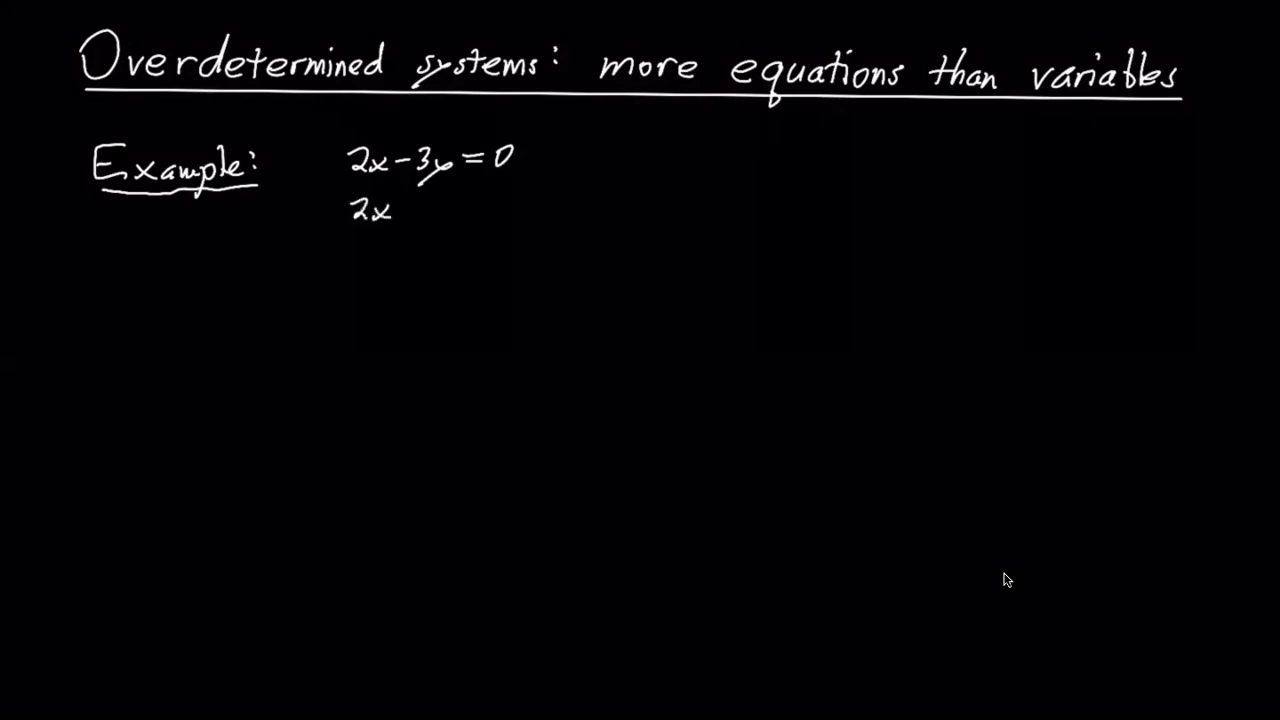 Overdetermined systems: more equations than variables
Example: 2x-3y=0
2x